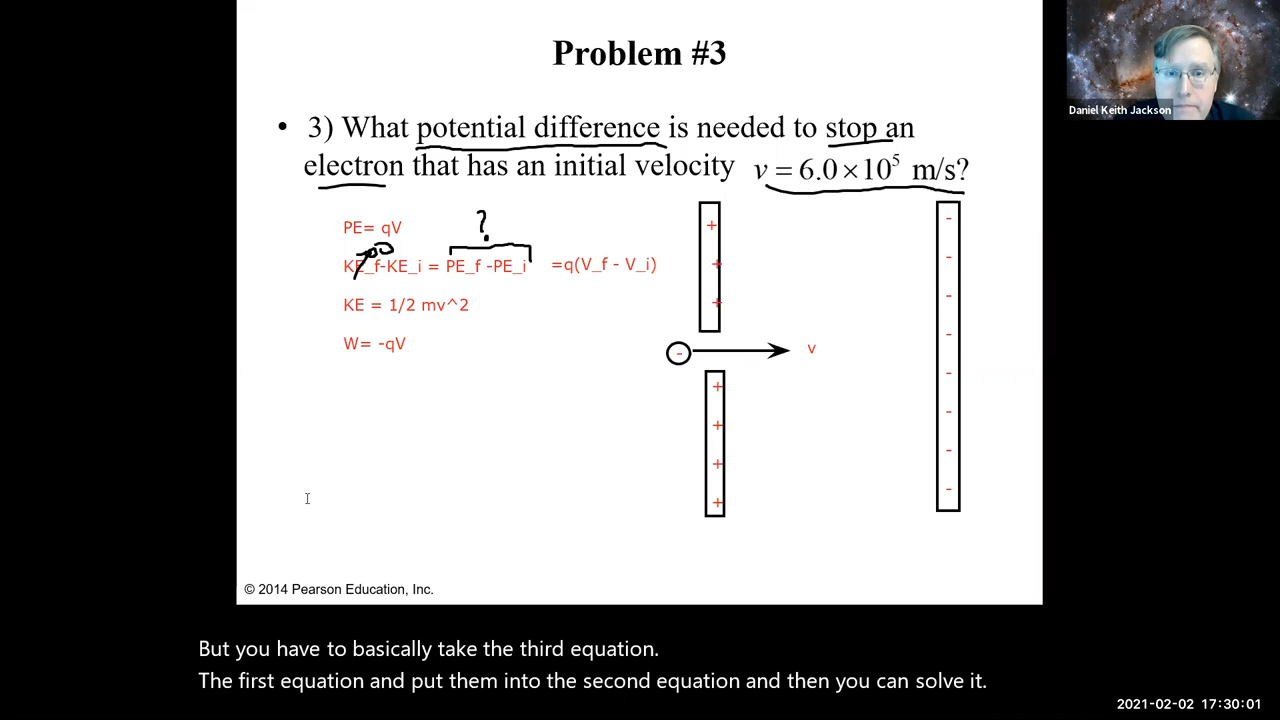 Problem #3
• 3) What potential difference is needed to stop an
electron that has an initial velocity v = 6.0 × 10⁵ m/s?
PE= qV
?
KE_f-KE_i = PE_f -PE_i =q(V_f - V_i)
0
KE = 1/2 mv^2
W= -qV
+
+
+
-
v
+
+
+
+
-
-
-
-
-
-
-
-
© 2014 Pearson Education, Inc.
Daniel Keith Jackson
But you have to basically take the third equation.
The first equation and put them into the second equation and then you can solve it.
2021-02-02 17:30:01